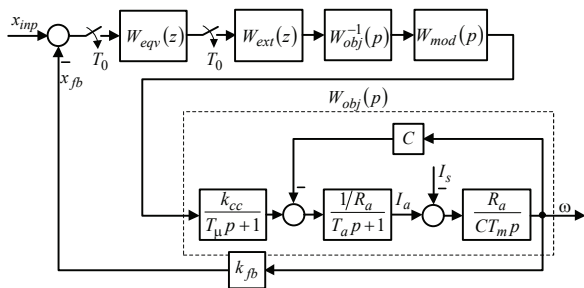 x_inp
T_0
W_eqv(z)
T_0
W_ext(z)
W_obj^{-1}(p)
W_mod(p)
x_fb
W_obj(p)
C
I_s
k_cc
T_μ p+1
1/R_a
T_a p+1
I_a
R_a
CT_m p
ω
k_fb